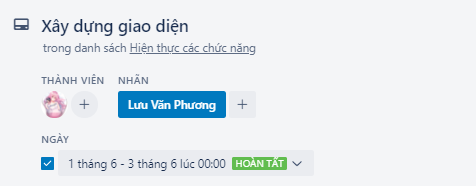 Xây dựng giao diện
trong danh sách Hiện thực các chức năng
THÀNH VIÊN NHÃN
Lưu Văn Phương
NGÀY
1 tháng 6 - 3 tháng 6 lúc 00:00 HOÀN TẤT